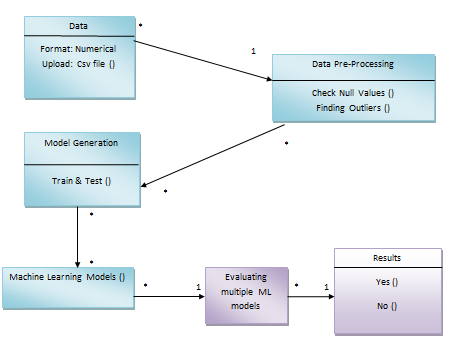 Data
*
Format: Numerical
Upload: Csv file ()
1
Data Pre-Processing
Check Null Values ()
Finding Outliers ()
*
Model Generation
Train & Test ()
*
*
*
Machine Learning Models ()
*
1
Evaluating
multiple ML
models
*
1
Results
Yes ()
No ()